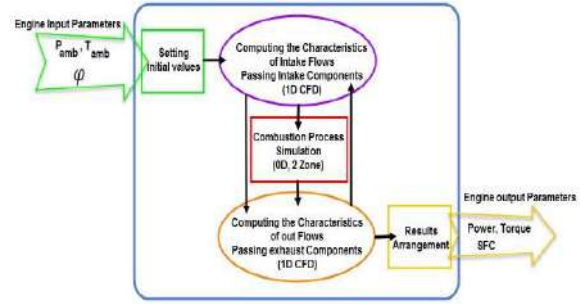 Engine Input Parameters
P_amb, T_amb
φ
Setting
Initial values
Computing the Characteristics
of Intake Flows
Passing Intake Components
(1D CFD)
Combustion Process
Simulation
(0D, 2 Zone)
Computing the Characteristics
of out Flows
Passing exhaust Components
(1D CFD)
Results
Arrangement
Engine output Parameters
Power, Torque
SFC